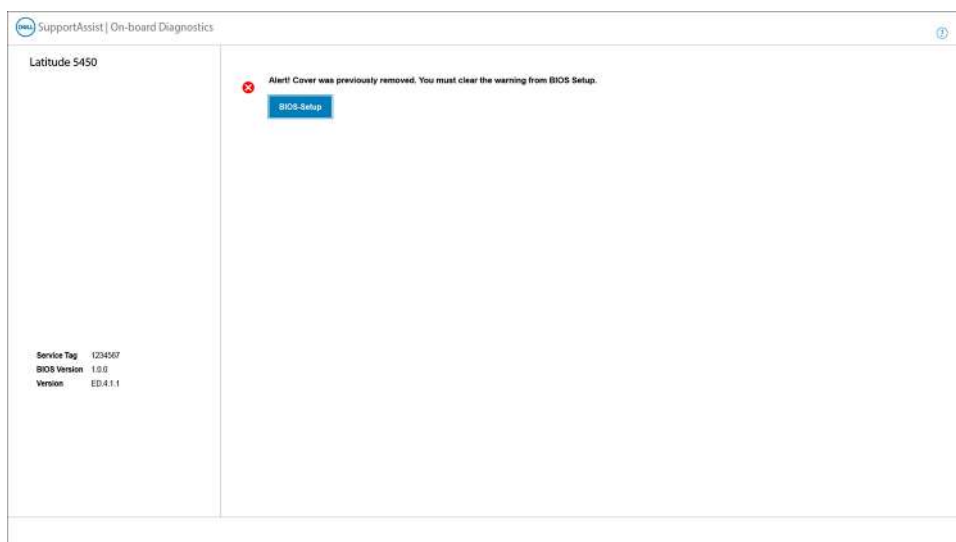 DELL SupportAssist | On-board Diagnostics
Latitude 5450
Alert! Cover was previously removed. You must clear the warning from BIOS Setup.
BIOS-Setup
Service Tag 1234567
BIOS Version 1.0.0
Version ED.4.1.1